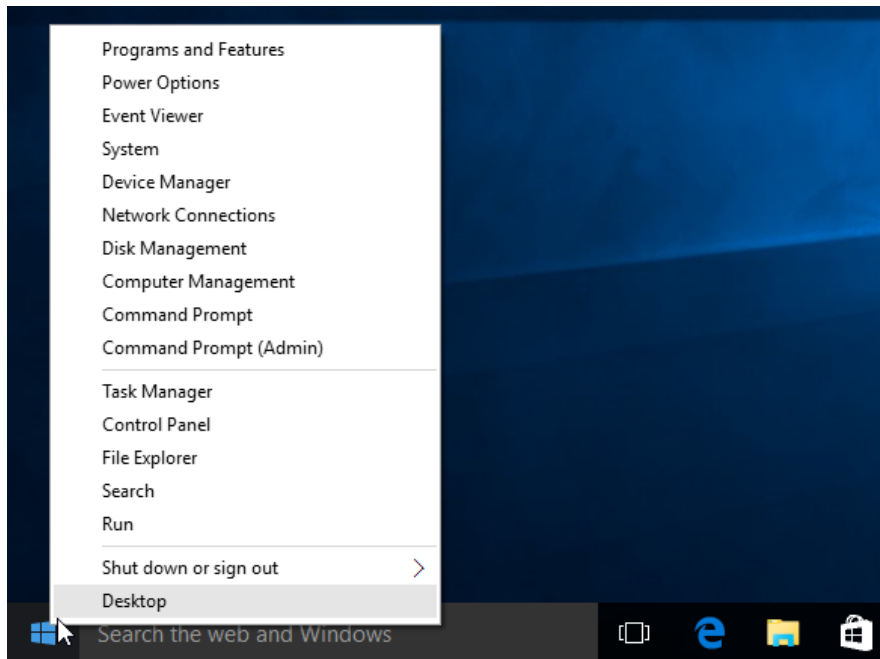 Programs and Features
Power Options
Event Viewer
System
Device Manager
Network Connections
Disk Management
Computer Management
Command Prompt
Command Prompt (Admin)
Task Manager
Control Panel
File Explorer
Search
Run
Shut down or sign out
Desktop
Search the web and Windows